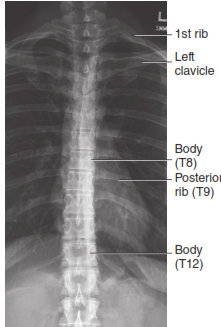 L
1st rib
Left
clavicle
Body
(T8)
Posterior
rib (T9)
Body
(T12)